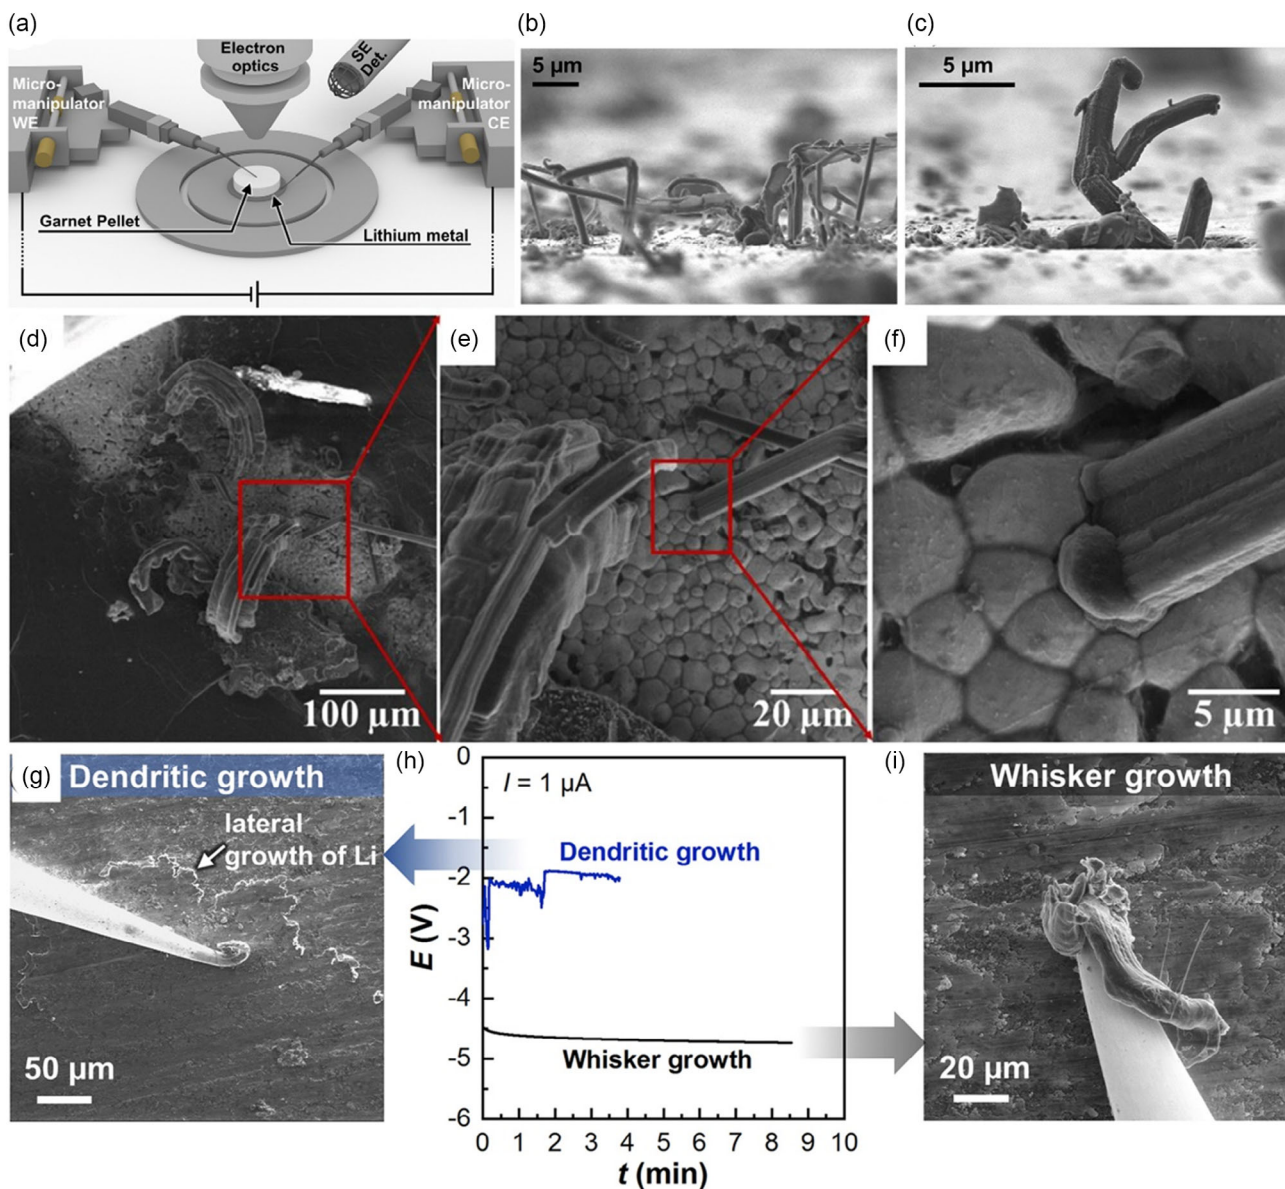 (a)
Electron
optics
SE
Det.
Micro-
manipulator
WE
Micro-
manipulator
CE
Garnet Pellet
Lithium metal
(b)
5 µm
(c)
5 µm
(d)
100 µm
(e)
20 µm
(f)
5 µm
(g)
Dendritic growth
lateral
growth of Li
50 µm
(h)
I = 1 µA
Dendritic growth
Whisker growth
E (V)
0
-1
-2
-3
-4
-5
-6
0 1 2 3 4 5 6 7 8 9 10
t (min)
(i)
Whisker growth
20 µm